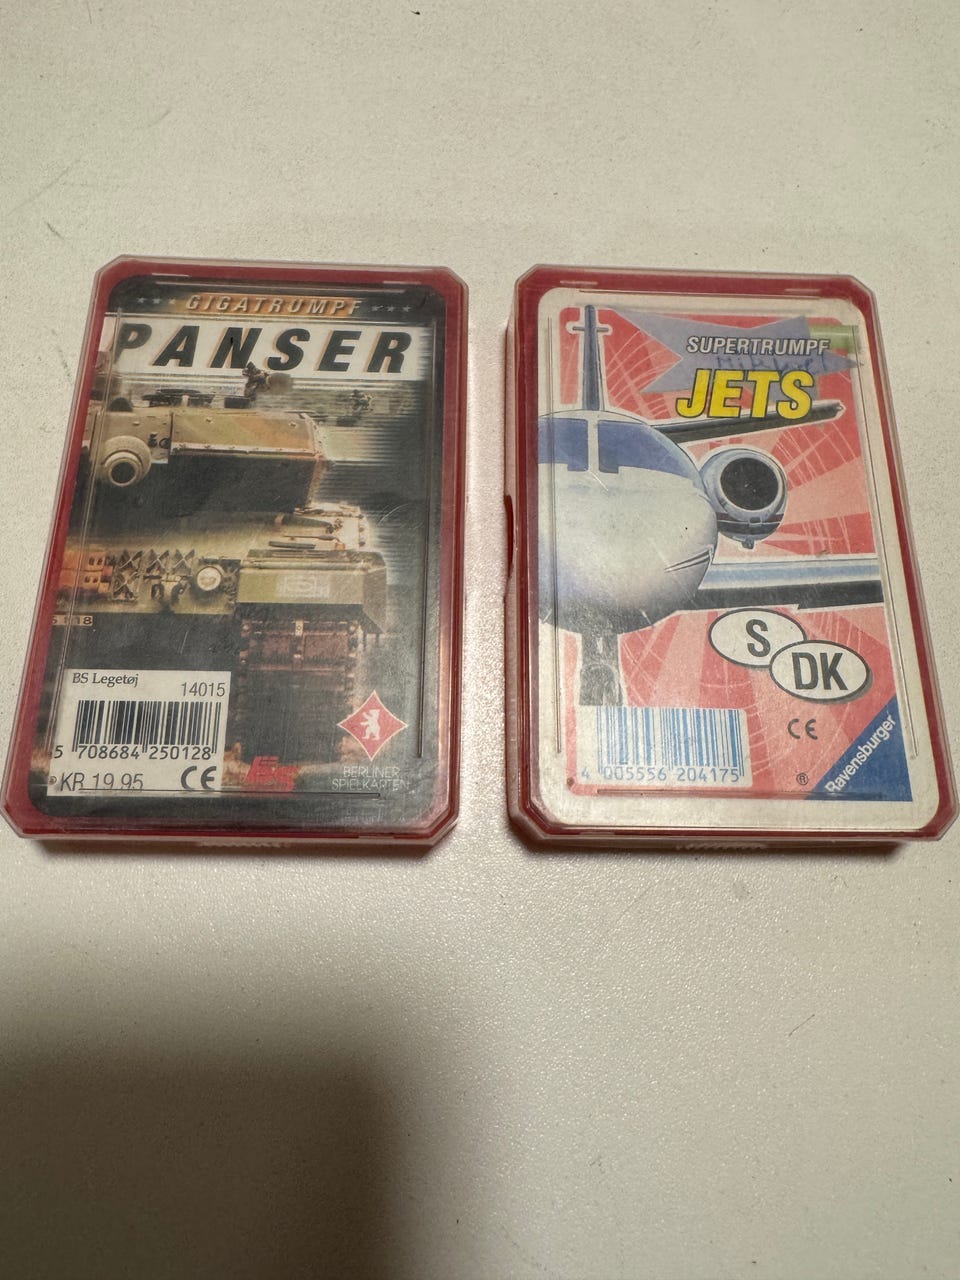 GIGATRUMPF
PANSER
BS Legetøj
14015
5 708684 250128
KR 19.95 CE
BERLINER
SPIELKARTEN
SUPERTRUMPF
JETS
S
DK
CE
4 005556 204175
®
Ravensburger